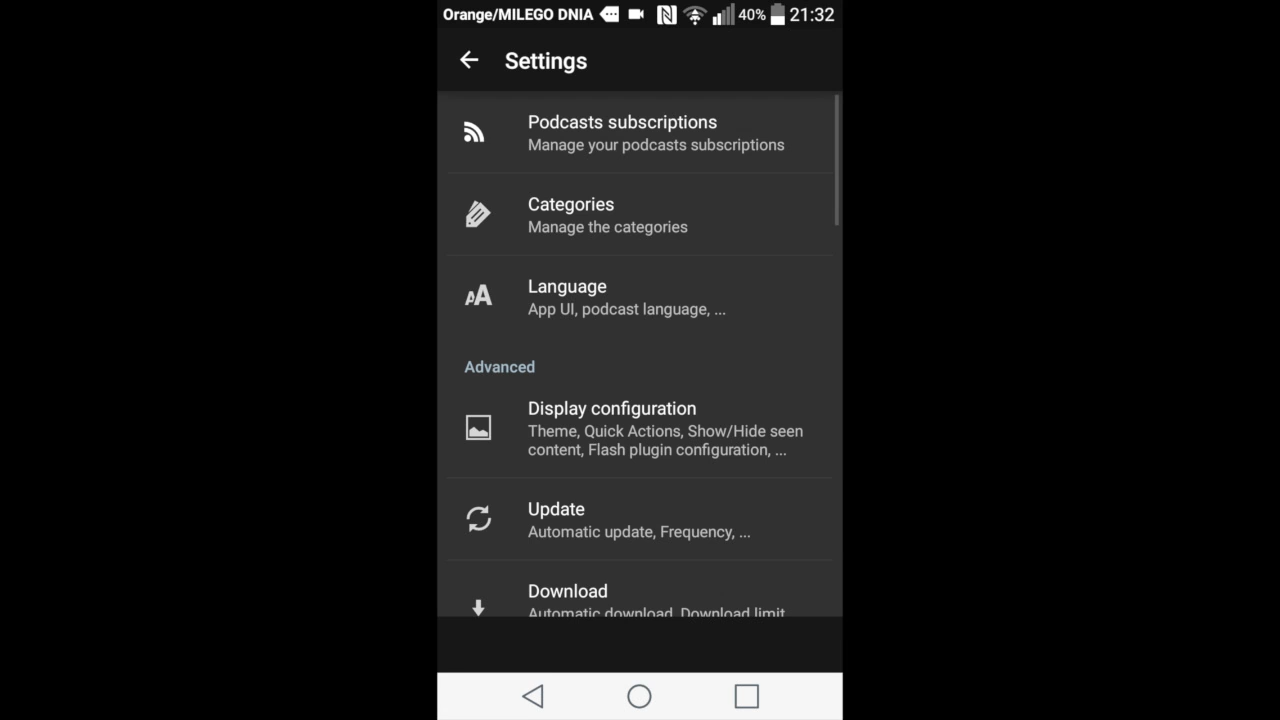 Orange/MILEGO DNIA 40% 21:32
Settings
Podcasts subscriptions
Manage your podcasts subscriptions
Categories
Manage the categories
Language
App UI, podcast language, ...
Advanced
Display configuration
Theme, Quick Actions, Show/Hide seen
content, Flash plugin configuration, ...
Update
Automatic update, Frequency, ...
Download
Automatic download, Download limit